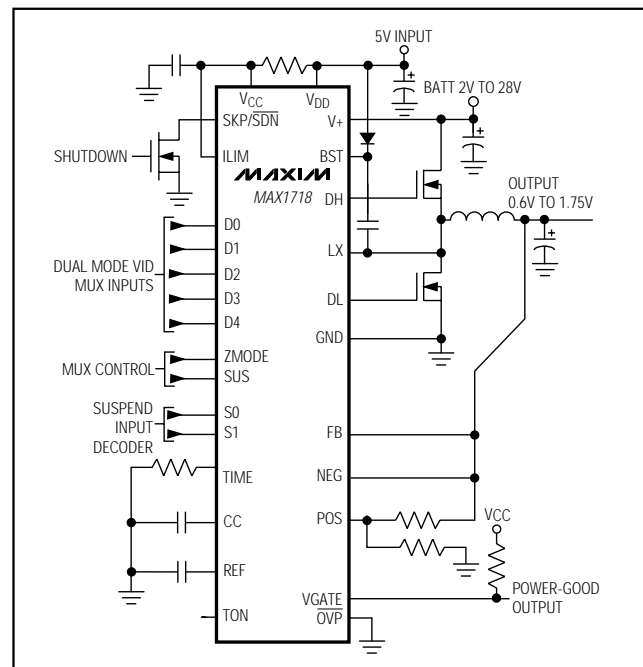 5V INPUT
BATT 2V TO 28V
VCC
VDD
SKP/SDN
V+
SHUTDOWN
ILIM
BST
MAXIM
MAX1718
OUTPUT
0.6V TO 1.75V
DH
D0
D1
LX
DUAL MODE VID
MUX INPUTS
D2
D3
DL
D4
GND
MUX CONTROL
ZMODE
SUS
SUSPEND
INPUT
DECODER
S0
S1
FB
TIME
NEG
CC
POS
VCC
REF
VGATE
POWER-GOOD
OUTPUT
TON
OVP